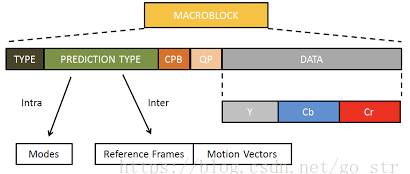 MACROBLOCK
TYPE PREDICTION TYPE CPB QP DATA
Intra Inter
Y Cb Cr
Modes Reference Frames Motion Vectors
https://blog.csdn.net/go_str